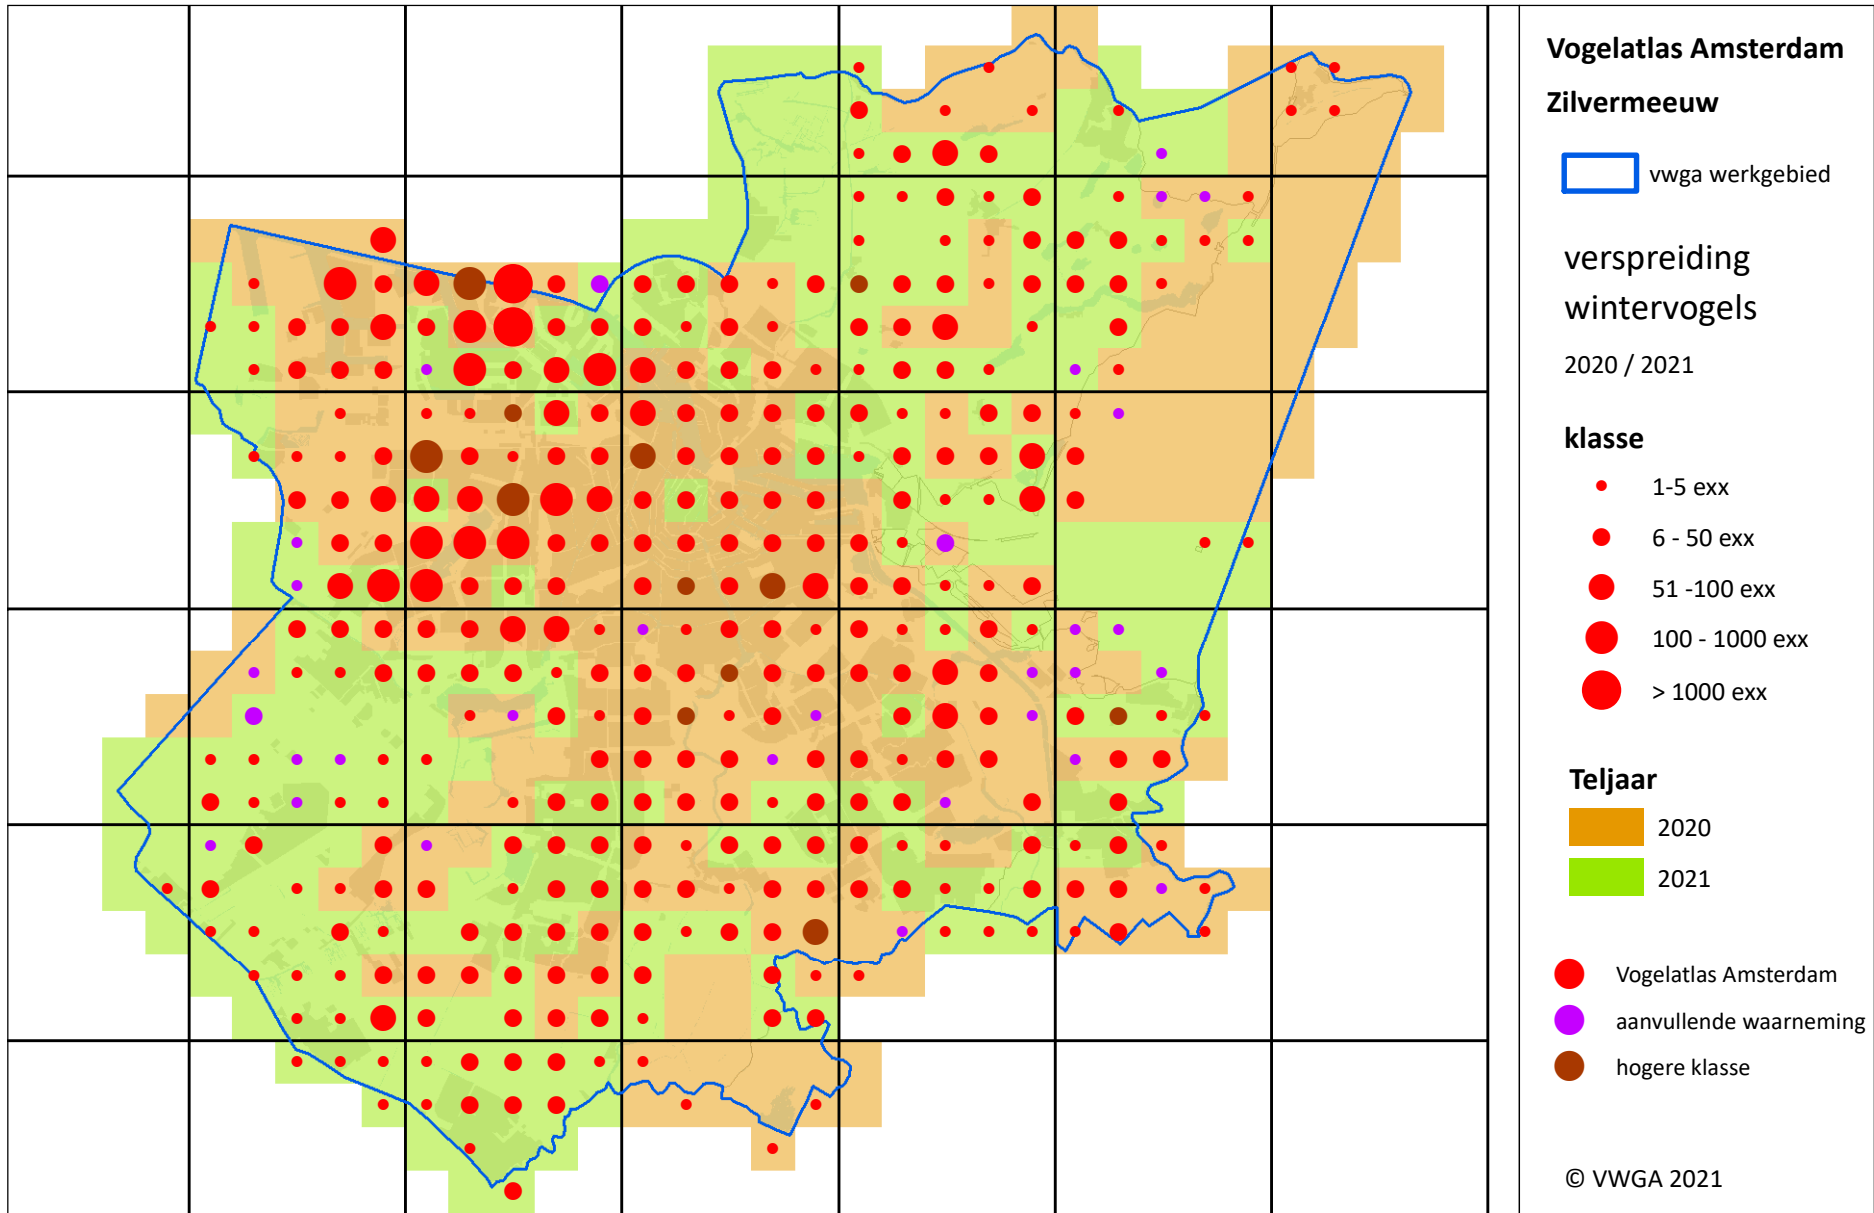 Vogelatlas Amsterdam
Zilvermeeuw
vwga werkgebied
verspreiding
wintervogels
2020 / 2021
klasse
1-5 exx
6 - 50 exx
51 -100 exx
100 - 1000 exx
> 1000 exx
Teljaar
2020
2021
Vogelatlas Amsterdam
aanvullende waarneming
hogere klasse
© VWGA 2021